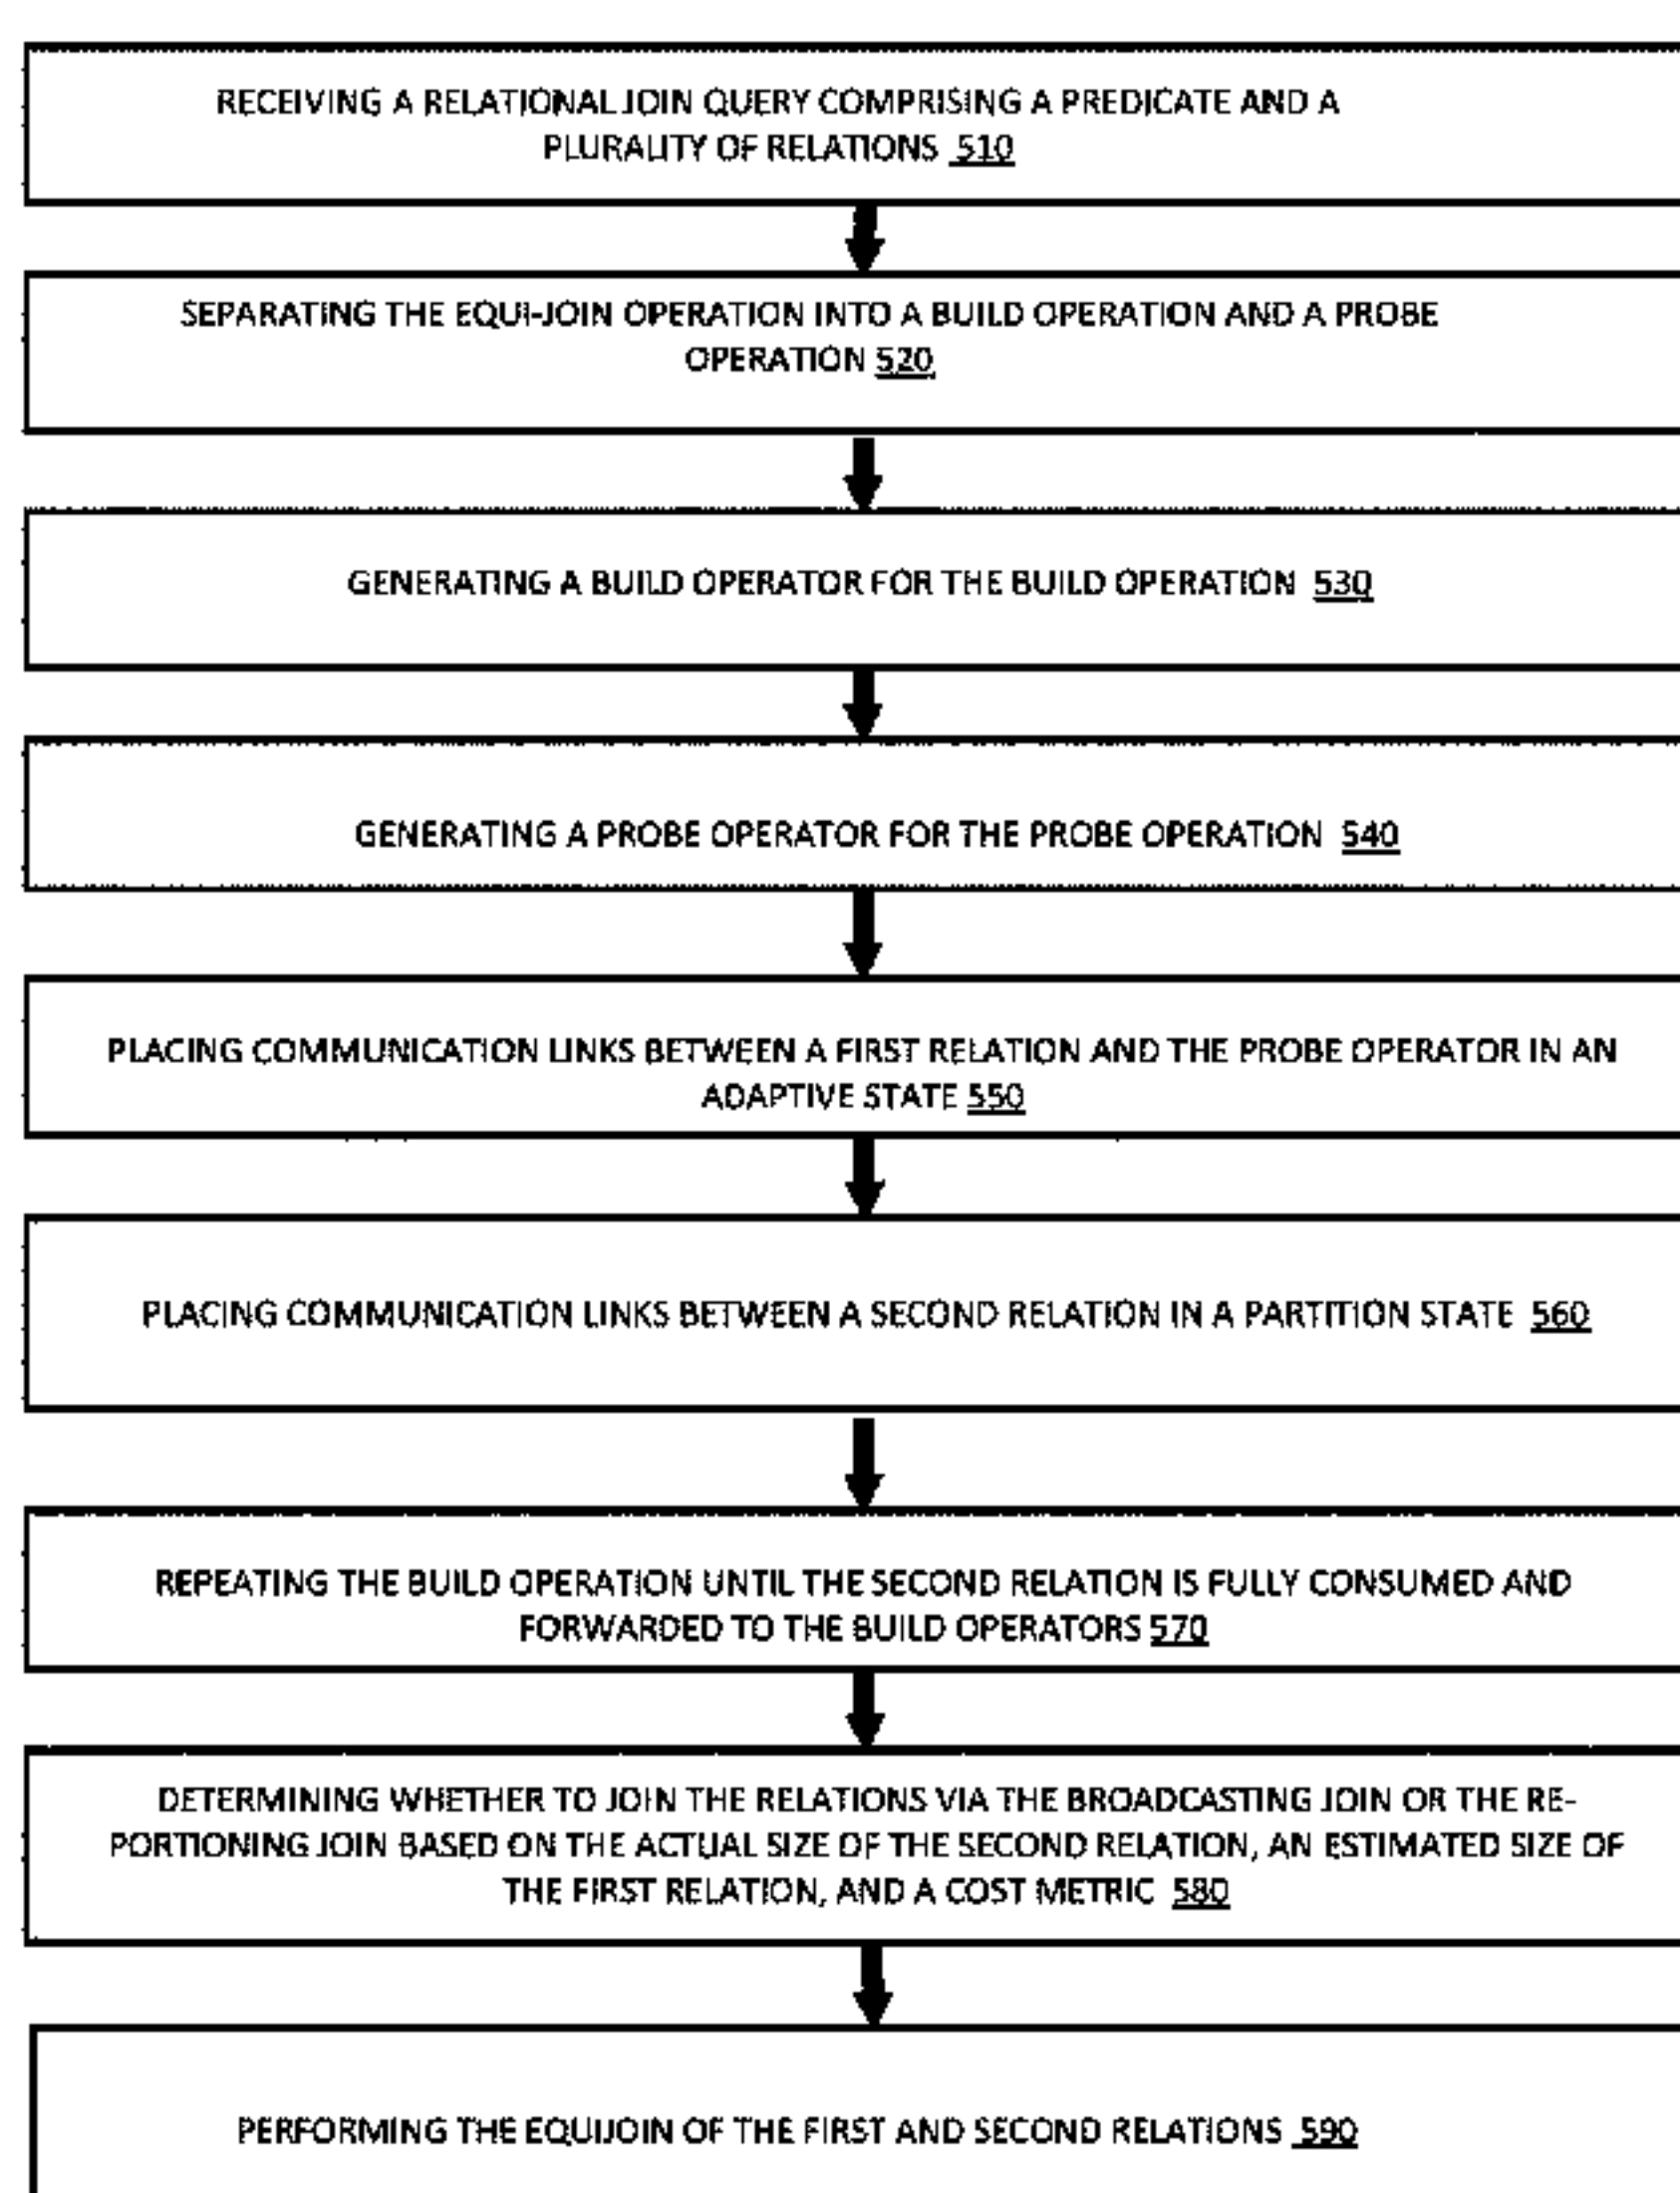 RECEIVING A RELATIONAL JOIN QUERY COMPRISING A PREDICATE AND A
PLURALITY OF RELATIONS 510
SEPARATING THE EQUI-JOIN OPERATION INTO A BUILD OPERATION AND A PROBE
OPERATION 520
GENERATING A BUILD OPERATOR FOR THE BUILD OPERATION 530
GENERATING A PROBE OPERATOR FOR THE PROBE OPERATION 540
PLACING COMMUNICATION LINKS BETWEEN A FIRST RELATION AND THE PROBE OPERATOR IN AN
ADAPTIVE STATE 550
PLACING COMMUNICATION LINKS BETWEEN A SECOND RELATION IN A PARTITION STATE 560
REPEATING THE BUILD OPERATION UNTIL THE SECOND RELATION IS FULLY CONSUMED AND
FORWARDED TO THE BUILD OPERATORS 570
DETERMINING WHETHER TO JOIN THE RELATIONS VIA THE BROADCASTING JOIN OR THE RE-
PORTIONING JOIN BASED ON THE ACTUAL SIZE OF THE SECOND RELATION, AN ESTIMATED SIZE OF
THE FIRST RELATION, AND A COST METRIC 580
PERFORMING THE EQUIJOIN OF THE FIRST AND SECOND RELATIONS 590